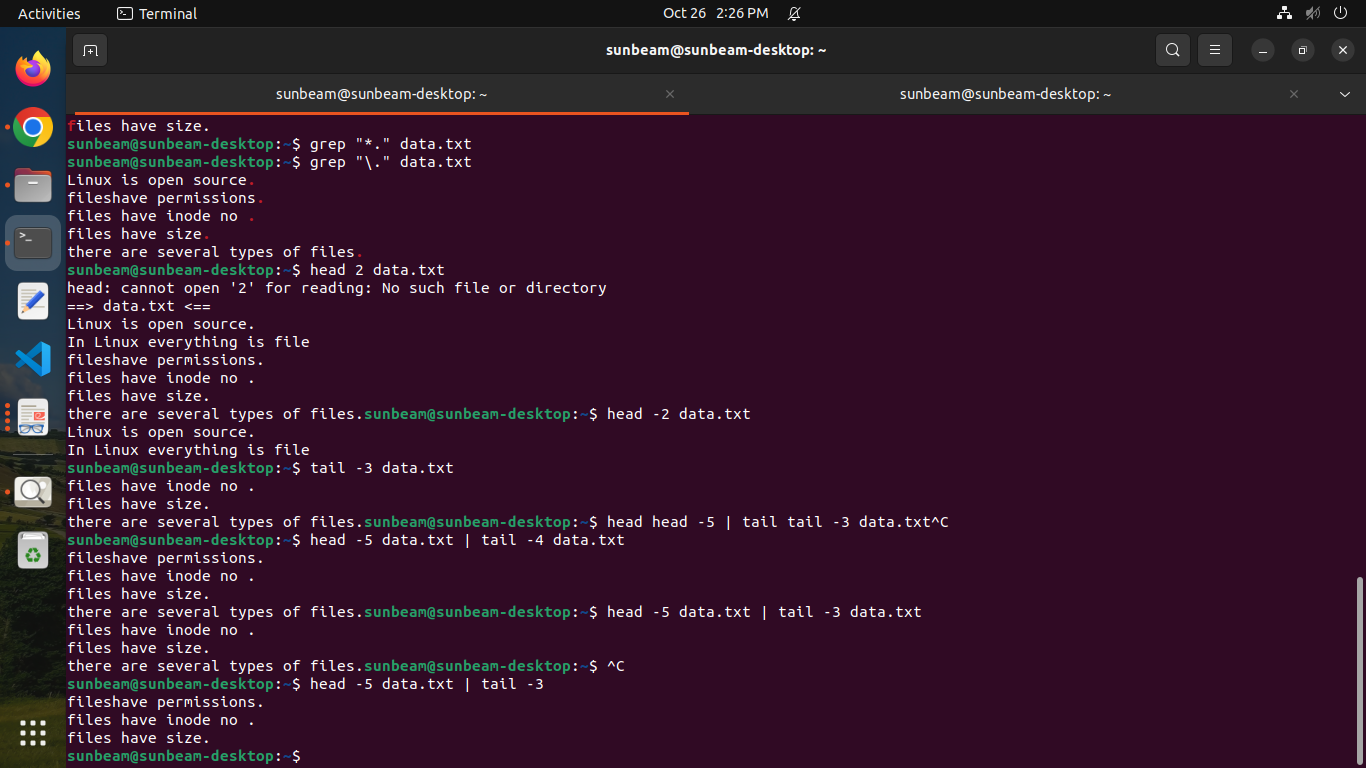 Activities
Terminal
Oct 26 2:26 PM
sunbeam@sunbeam-desktop: ~
sunbeam@sunbeam-desktop: ~
sunbeam@sunbeam-desktop: ~
files have size.
sunbeam@sunbeam-desktop:~$ grep "*." data.txt
sunbeam@sunbeam-desktop:~$ grep "\." data.txt
Linux is open source.
fileshave permissions.
files have inode no .
files have size.
there are several types of files.
sunbeam@sunbeam-desktop:~$ head 2 data.txt
head: cannot open '2' for reading: No such file or directory
==> data.txt <==
Linux is open source.
In Linux everything is file
fileshave permissions.
files have inode no .
files have size.
there are several types of files.sunbeam@sunbeam-desktop:~$ head -2 data.txt
Linux is open source.
In Linux everything is file
sunbeam@sunbeam-desktop:~$ tail -3 data.txt
files have inode no .
files have size.
there are several types of files.sunbeam@sunbeam-desktop:~$ head head -5 | tail tail -3 data.txt^C
sunbeam@sunbeam-desktop:~$ head -5 data.txt | tail -4 data.txt
fileshave permissions.
files have inode no .
files have size.
there are several types of files.sunbeam@sunbeam-desktop:~$ head -5 data.txt | tail -3 data.txt
files have inode no .
files have size.
there are several types of files.sunbeam@sunbeam-desktop:~$ ^C
sunbeam@sunbeam-desktop:~$ head -5 data.txt | tail -3
fileshave permissions.
files have inode no .
files have size.
sunbeam@sunbeam-desktop:~$